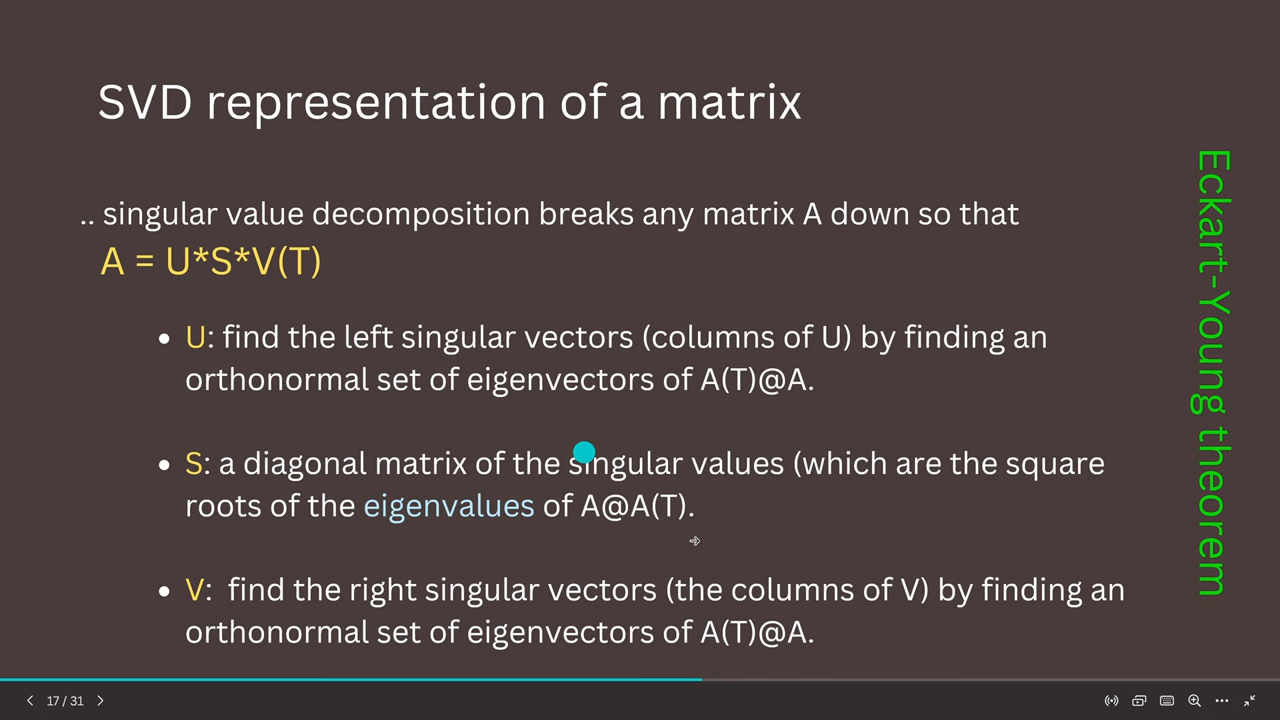 SVD representation of a matrix
.. singular value decomposition breaks any matrix A down so that
A = U*S*V(T)
• U: find the left singular vectors (columns of U) by finding an
orthonormal set of eigenvectors of A(T)@A.
• S: a diagonal matrix of the singular values (which are the square
roots of the eigenvalues of A@A(T).
• V: find the right singular vectors (the columns of V) by finding an
orthonormal set of eigenvectors of A(T)@A.
Eckart-Young theorem
17 / 31